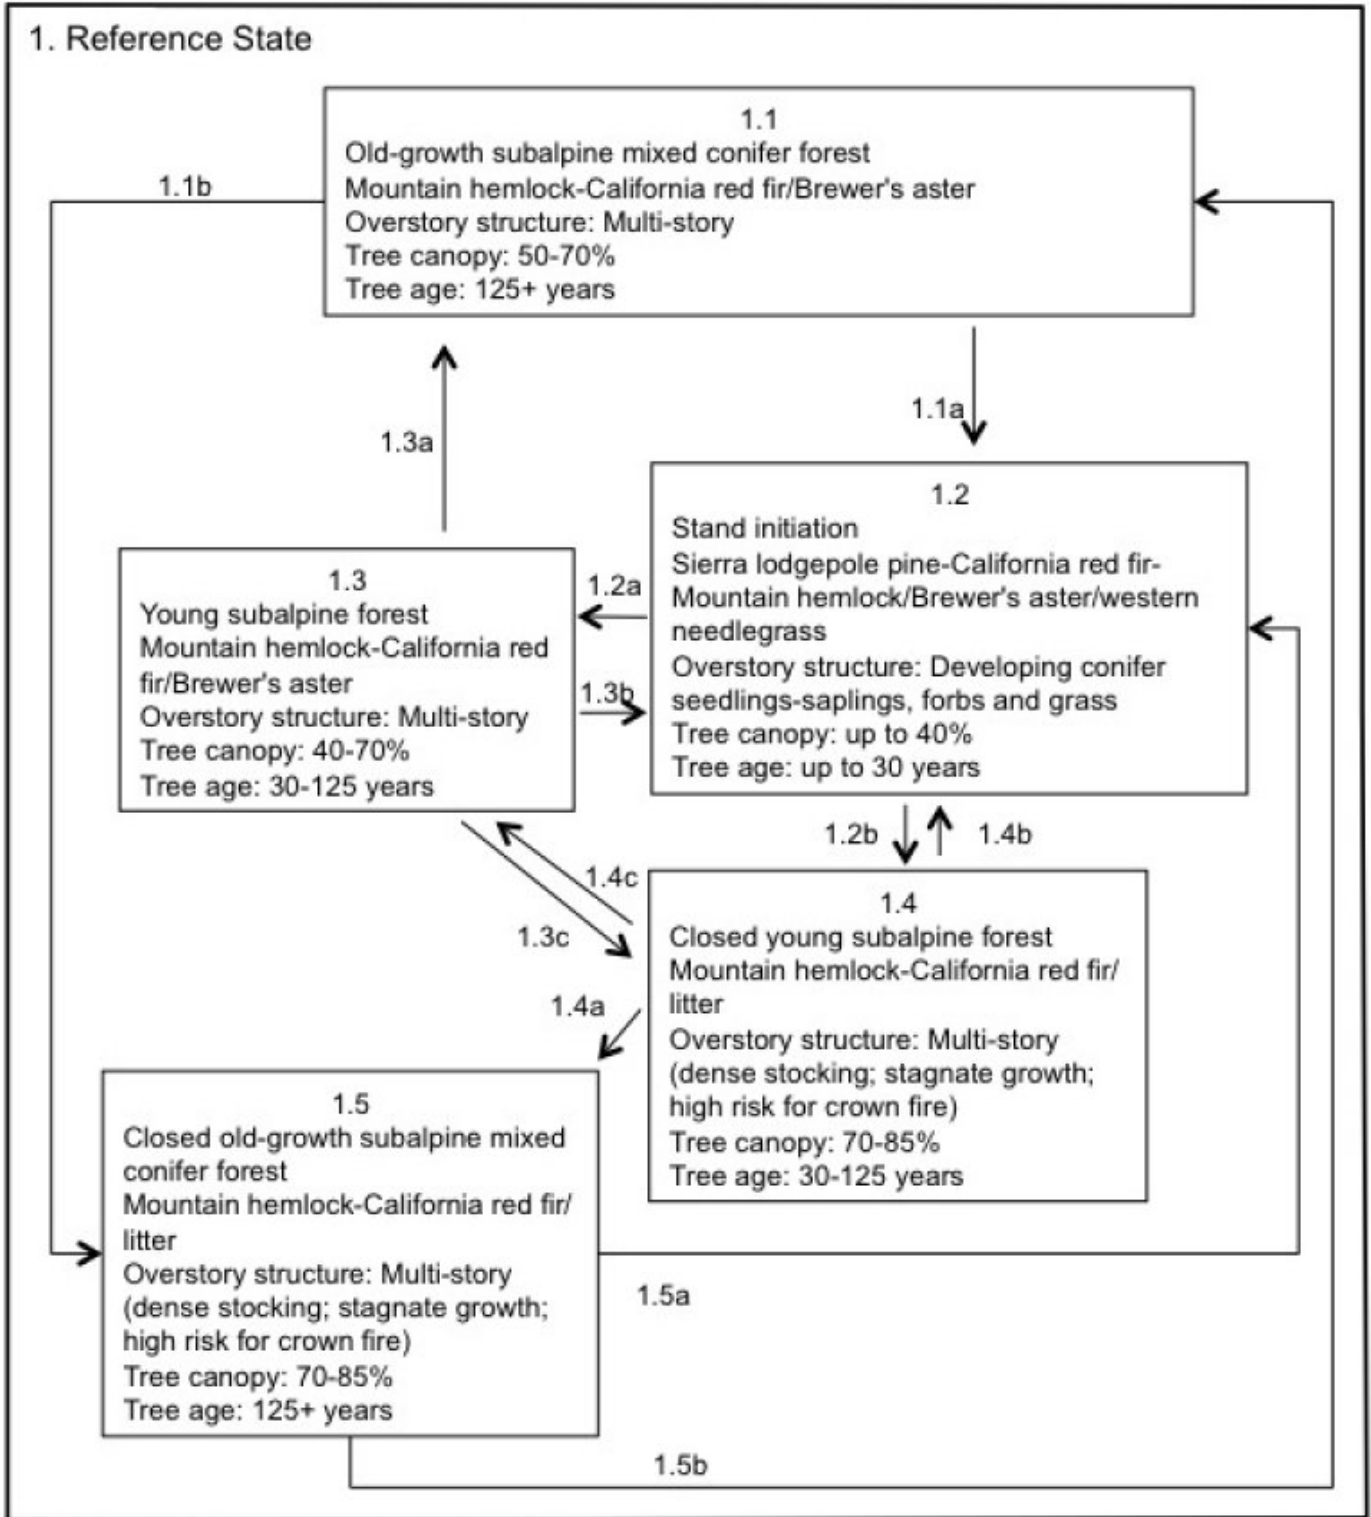 1. Reference State
1.1
Old-growth subalpine mixed conifer forest
Mountain hemlock-California red fir/Brewer's aster
Overstory structure: Multi-story
Tree canopy: 50-70%
Tree age: 125+ years
1.1b
1.1a
1.3a
1.2
Stand initiation
Sierra lodgepole pine-California red fir-
Mountain hemlock/Brewer's aster/western
needlegrass
Overstory structure: Developing conifer
seedlings-saplings, forbs and grass
Tree canopy: up to 40%
Tree age: up to 30 years
1.2a
1.3b
1.3
Young subalpine forest
Mountain hemlock-California red
fir/Brewer's aster
Overstory structure: Multi-story
Tree canopy: 40-70%
Tree age: 30-125 years
1.2b
1.4b
1.4c
1.3c
1.4a
1.4
Closed young subalpine forest
Mountain hemlock-California red fir/
litter
Overstory structure: Multi-story
(dense stocking; stagnate growth;
high risk for crown fire)
Tree canopy: 70-85%
Tree age: 30-125 years
1.5
Closed old-growth subalpine mixed
conifer forest
Mountain hemlock-California red fir/
litter
Overstory structure: Multi-story
(dense stocking; stagnate growth;
high risk for crown fire)
Tree canopy: 70-85%
Tree age: 125+ years
1.5a
1.5b